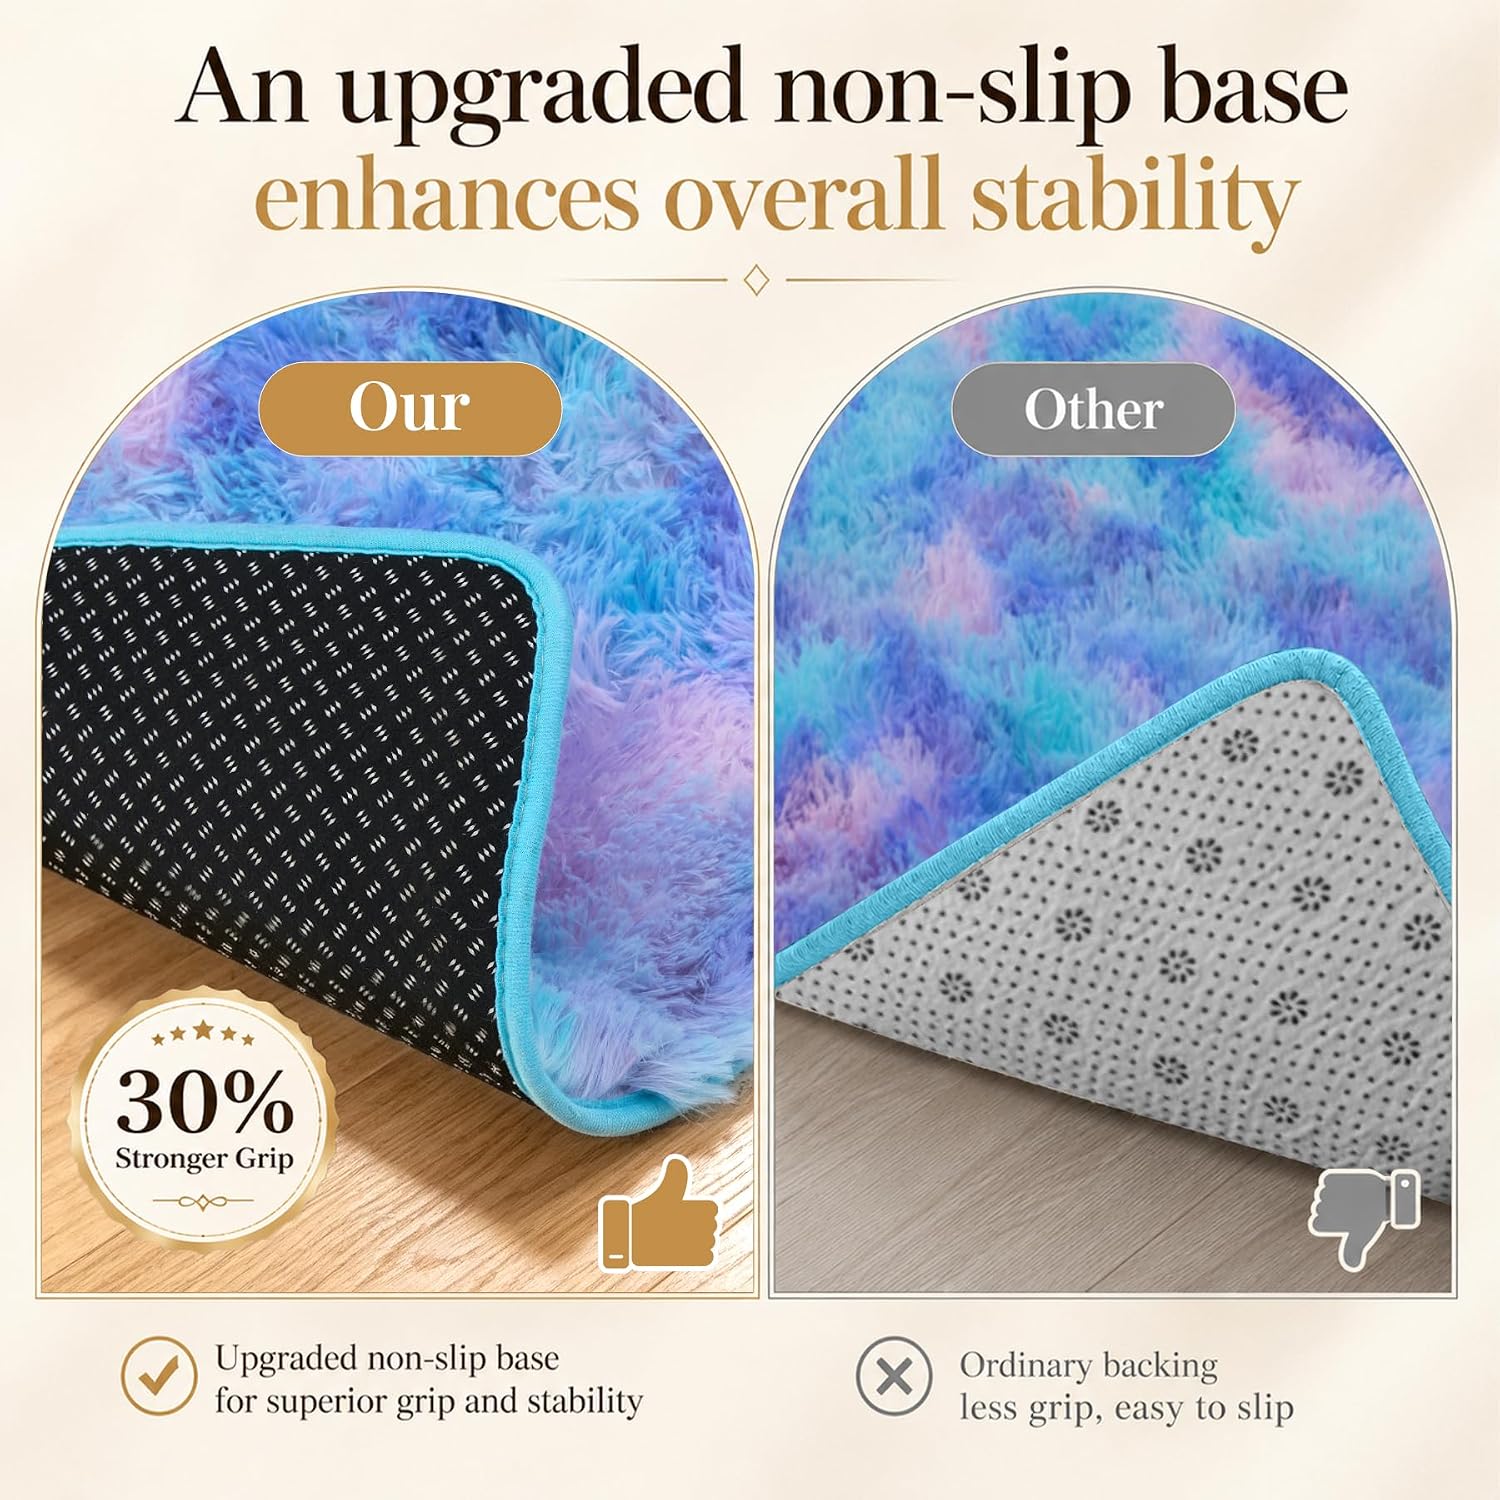 An upgraded non-slip base
enhances overall stability
Our
Other
30%
Stronger Grip
Upgraded non-slip base
for superior grip and stability
Ordinary backing
less grip, easy to slip